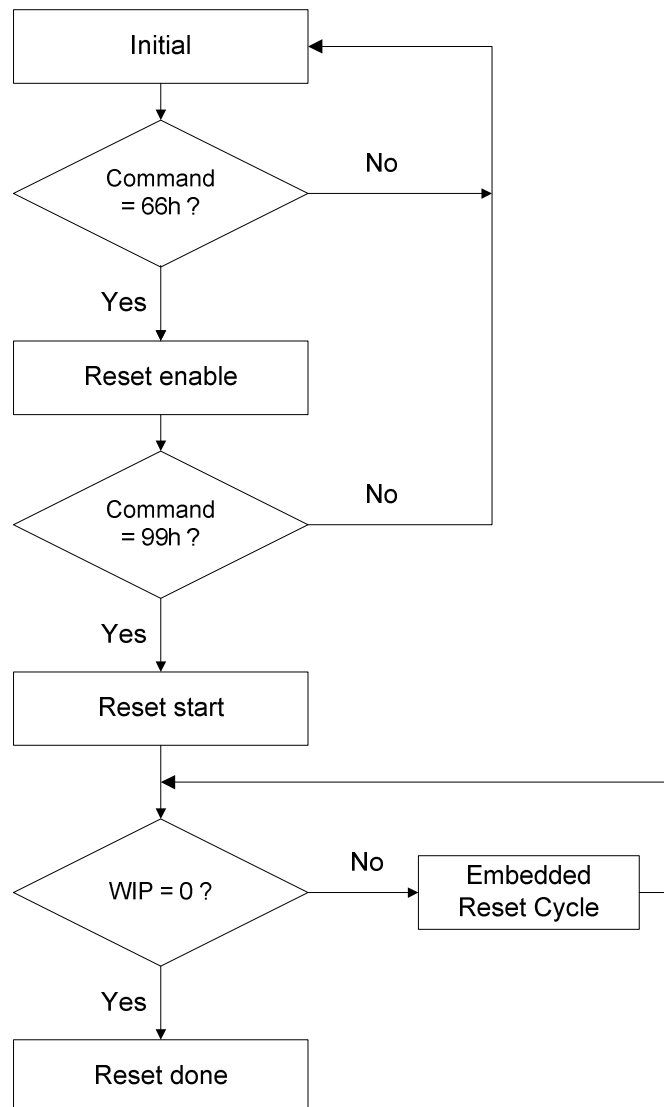 Initial
Command
= 66h ?
No
Yes
Reset enable
Command
= 99h ?
No
Yes
Reset start
WIP = 0 ?
No
Embedded
Reset Cycle
Yes
Reset done